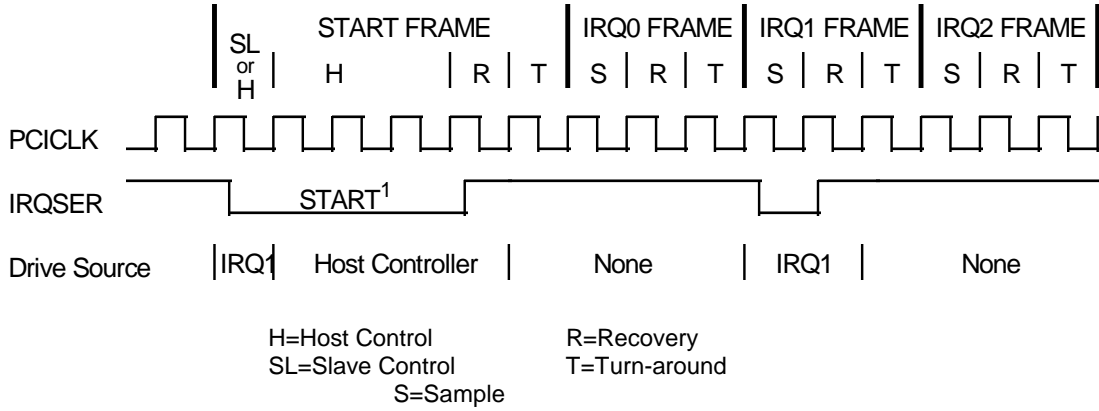 START FRAME IRQ0 FRAME IRQ1 FRAME IRQ2 FRAME
SL
or
H
H R T S R T S R T S R T
PCICLK
IRQSER START1
Drive Source IRQ1 Host Controller None IRQ1 None
H=Host Control R=Recovery
SL=Slave Control T=Turn-around
S=Sample